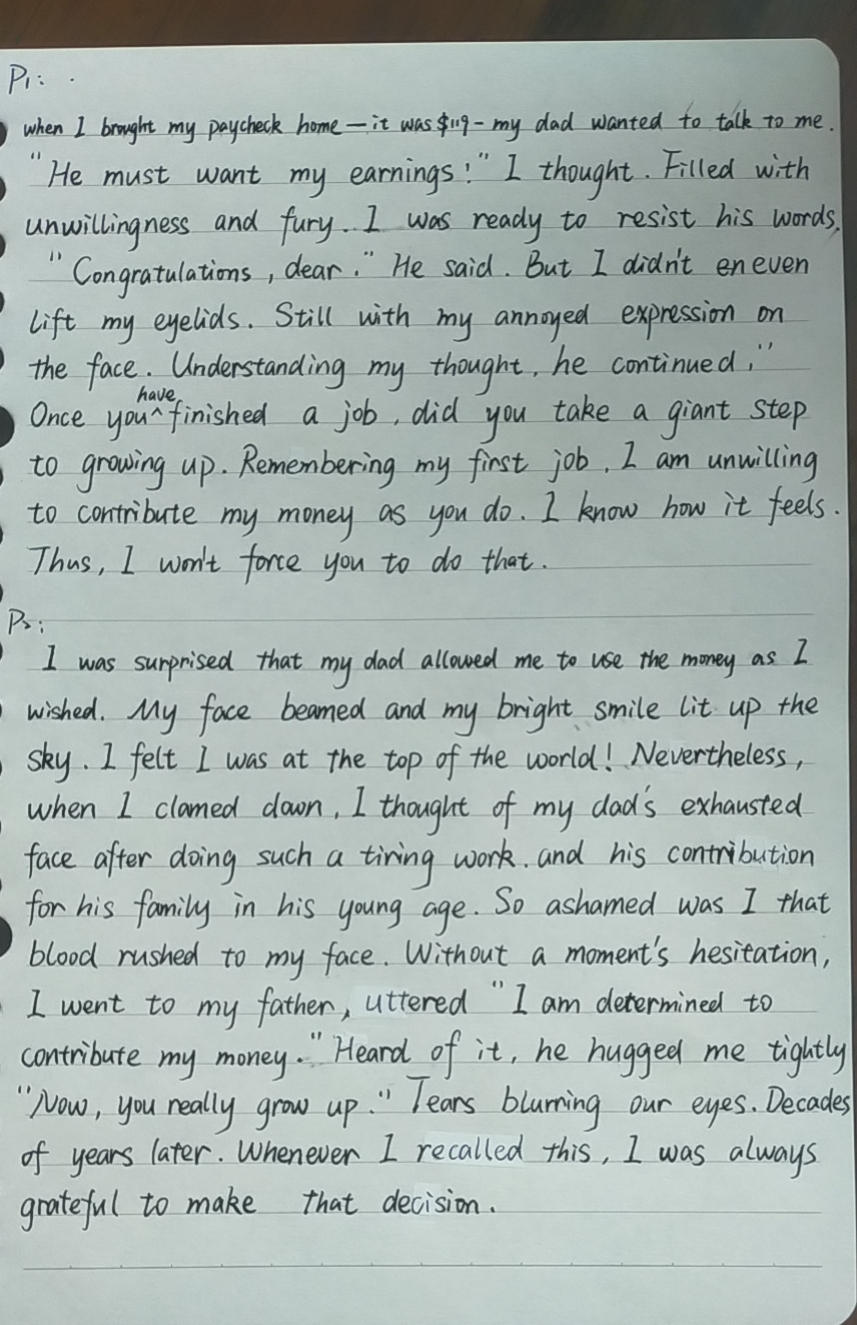 P1:
when I brought my paycheck home — it was $119 - my dad wanted to talk to me.
"He must want my earnings!" I thought. Filled with
unwillingness and fury. I was ready to resist his words.
"Congratulations, dear." He said. But I didn't en even
lift my eyelids. Still with my annoyed expression on
the face. Understanding my thought, he continued, "
Once you have finished a job, did you take a giant step
to growing up. Remembering my first job, I am unwilling
to contribute my money as you do. I know how it feels.
Thus, I won't force you to do that.
P2:
I was surprised that my dad allowed me to use the money as I
wished. My face beamed and my bright smile lit up the
sky. I felt I was at the top of the world! Nevertheless,
when I clamed down, I thought of my dad's exhausted
face after doing such a tiring work. and his contribution
for his family in his young age. So ashamed was I that
blood rushed to my face. Without a moment's hesitation,
I went to my father, uttered "I am determined to
contribute my money." Heard of it, he hugged me tightly
"Now, you really grow up." Tears blurring our eyes. Decades
of years later. Whenever I recalled this, I was always
grateful to make that decision.